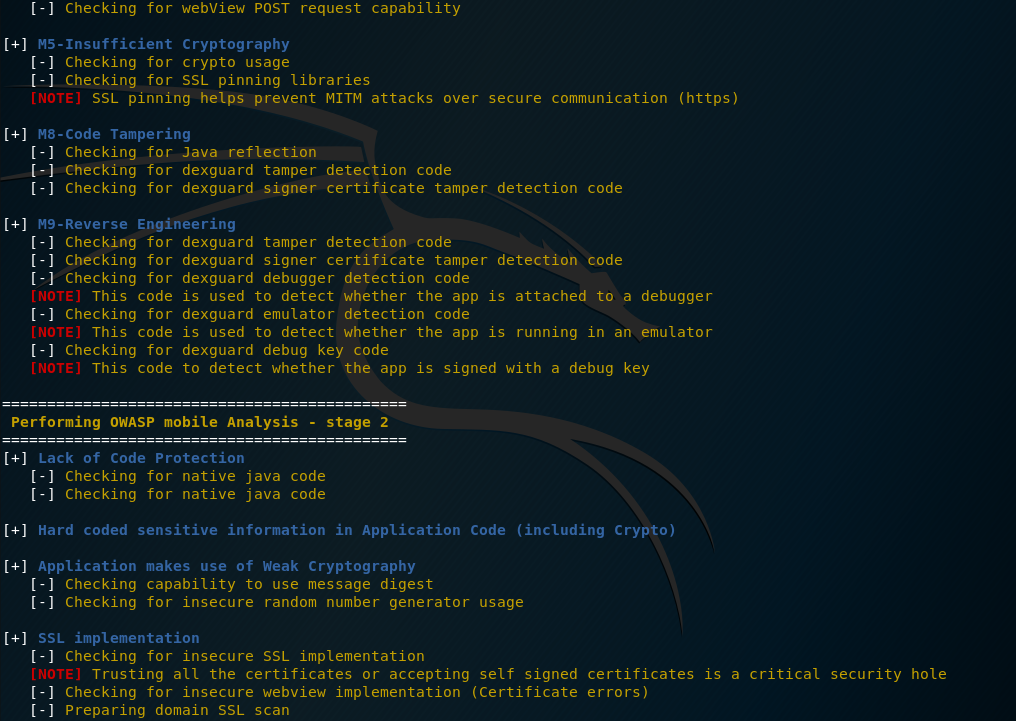 [-] Checking for webView POST request capability
[+] M5-Insufficient Cryptography
[-] Checking for crypto usage
[-] Checking for SSL pinning libraries
[NOTE] SSL pinning helps prevent MITM attacks over secure communication (https)
[+] M8-Code Tampering
[-] Checking for Java reflection
[-] Checking for dexguard tamper detection code
[-] Checking for dexguard signer certificate tamper detection code
[+] M9-Reverse Engineering
[-] Checking for dexguard tamper detection code
[-] Checking for dexguard signer certificate tamper detection code
[-] Checking for dexguard debugger detection code
[NOTE] This code is used to detect whether the app is attached to a debugger
[-] Checking for dexguard emulator detection code
[NOTE] This code is used to detect whether the app is running in an emulator
[-] Checking for dexguard debug key code
[NOTE] This code to detect whether the app is signed with a debug key
=============================================
Performing OWASP mobile Analysis - stage 2
=============================================
[+] Lack of Code Protection
[-] Checking for native java code
[-] Checking for native java code
[+] Hard coded sensitive information in Application Code (including Crypto)
[+] Application makes use of Weak Cryptography
[-] Checking capability to use message digest
[-] Checking for insecure random number generator usage
[+] SSL implementation
[-] Checking for insecure SSL implementation
[NOTE] Trusting all the certificates or accepting self signed certificates is a critical security hole
[-] Checking for insecure webview implementation (Certificate errors)
[-] Preparing domain SSL scan